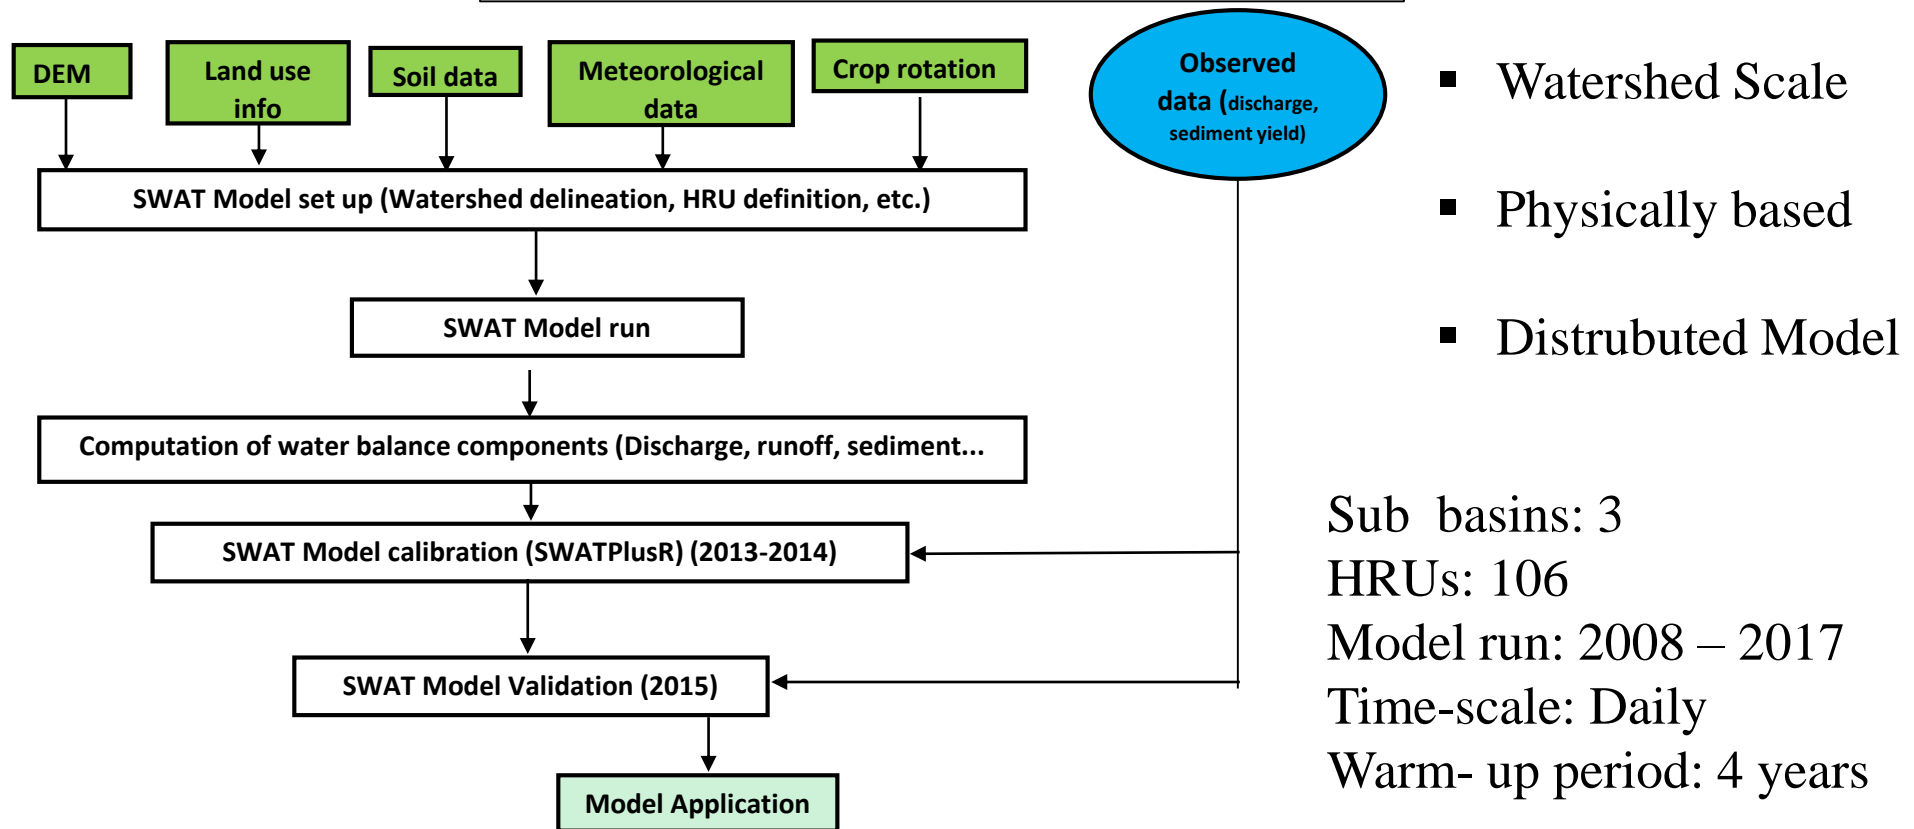 DEM
Land use
info
Soil data
Meteorological
data
Crop rotation
Observed
data (discharge,
sediment yield)
SWAT Model set up (Watershed delineation, HRU definition, etc.)
SWAT Model run
Computation of water balance components (Discharge, runoff, sediment...
SWAT Model calibration (SWATPlusR) (2013-2014)
SWAT Model Validation (2015)
Model Application
▪ Watershed Scale
▪ Physically based
▪ Distrubuted Model
Sub basins: 3
HRUs: 106
Model run: 2008 – 2017
Time-scale: Daily
Warm- up period: 4 years